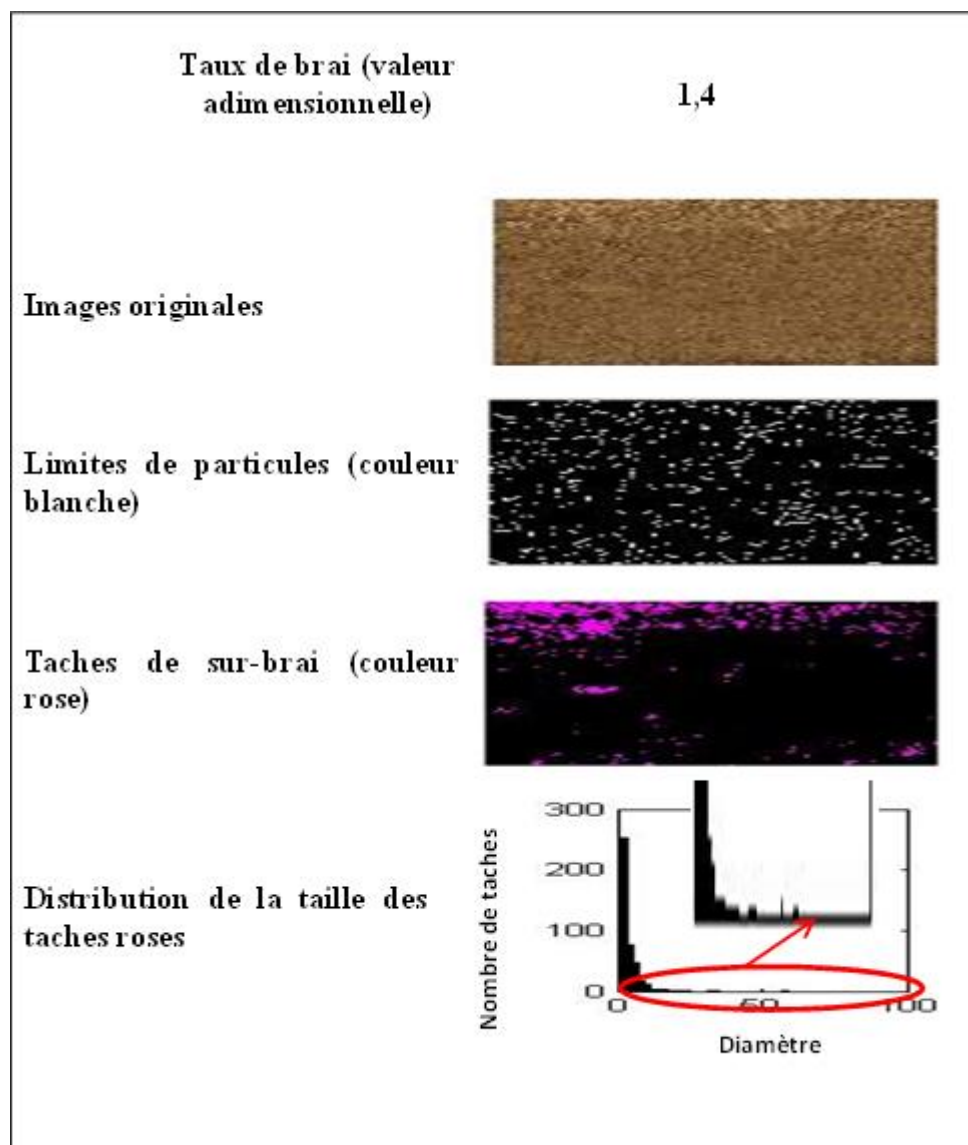 Taux de brai (valeur
adimensionnelle)
1,4
Images originales
Limites de particules (couleur
blanche)
Taches de sur-brai (couleur
rose)
Distribution de la taille des
taches roses
Nombre de taches
300
200
100
0
0
50
100
Diamètre